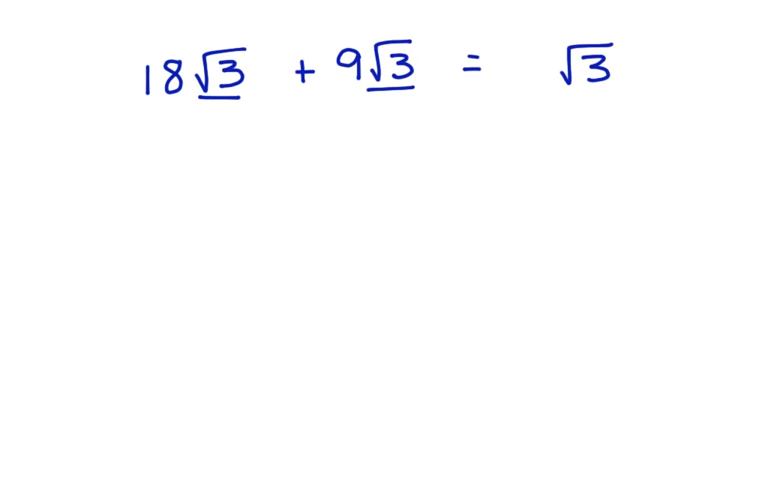 18√3 + 9√3 = √3